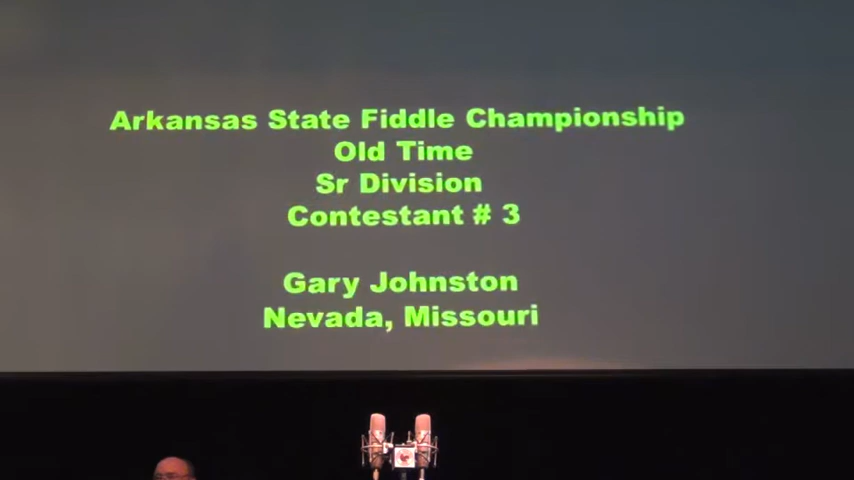 Arkansas State Fiddle Championship
Old Time
Sr Division
Contestant # 3
Gary Johnston
Nevada, Missouri